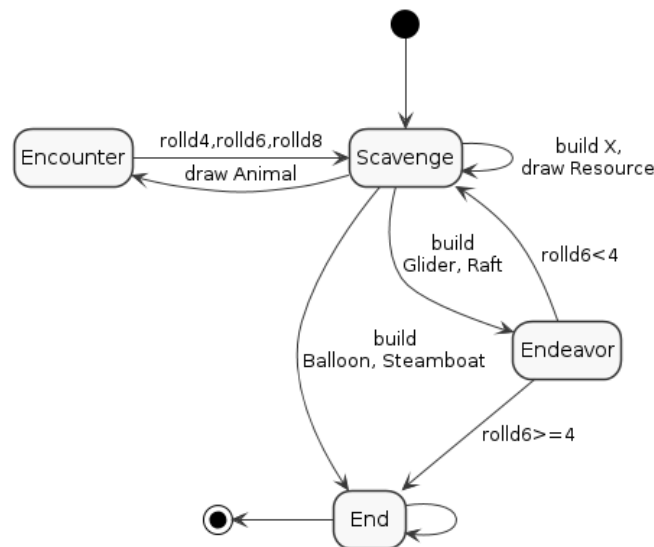 rolld4,rolld6,rolld8
Encounter
Scavenge
build X,
draw Resource
draw Animal
build
Glider, Raft
rolld6<4
build
Balloon, Steamboat
Endeavor
rolld6>=4
End